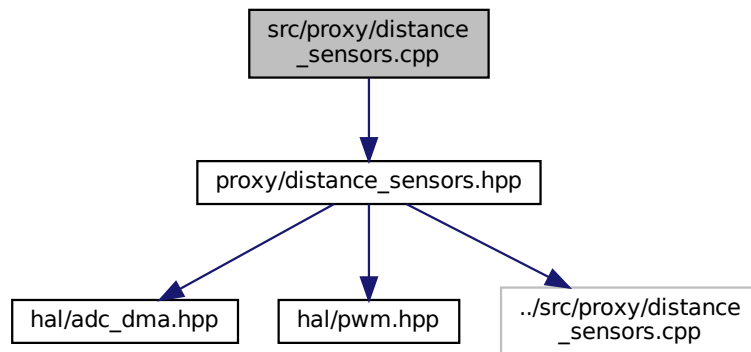 src/proxy/distance
_sensors.cpp
proxy/distance_sensors.hpp
hal/adc_dma.hpp
hal/pwm.hpp
../src/proxy/distance
_sensors.cpp